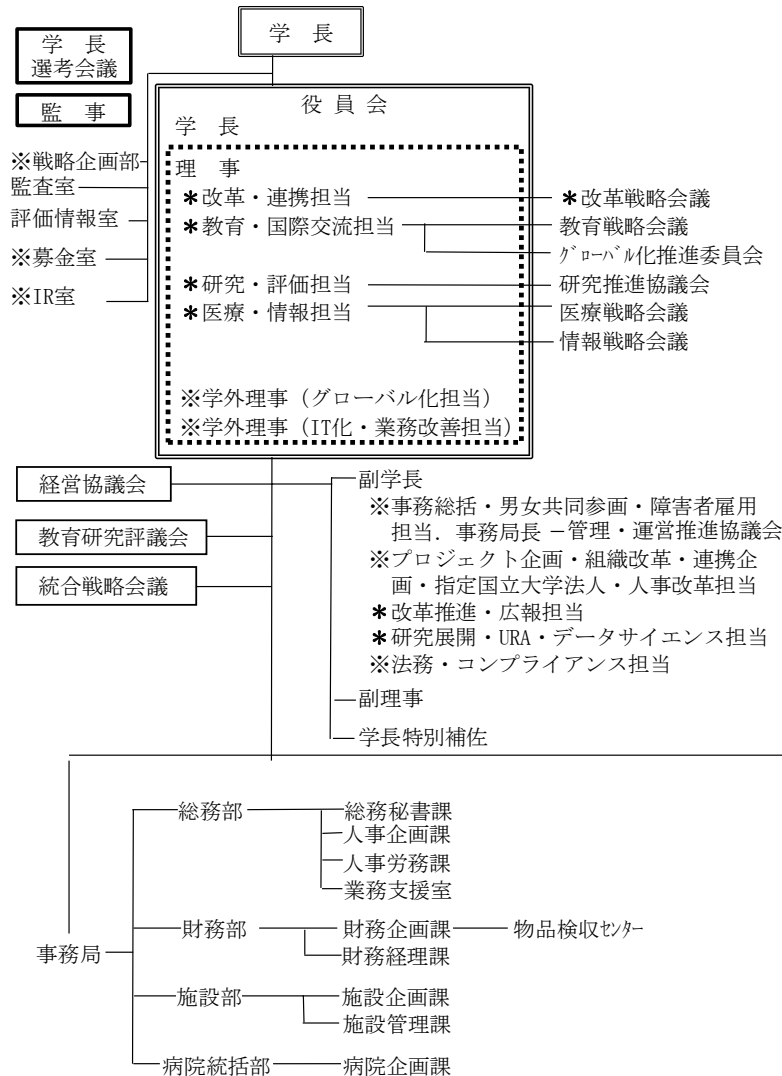 学 長
学 長
選考会議
監 事
役 員 会
学 長
理 事
※戦略企画部
監査室
評価情報室
※募金室
※IR室
＊改革・連携担当
＊改革戦略会議
＊教育・国際交流担当
教育戦略会議
ｸﾞﾛｰﾊﾞﾙ化推進委員会
＊研究・評価担当
研究推進協議会
＊医療・情報担当
医療戦略会議
情報戦略会議
※学外理事（グローバル化担当）
※学外理事（IT化・業務改善担当）
経営協議会
教育研究評議会
統合戦略会議
副学長
※事務総括・男女共同参画・障害者雇用
担当．事務局長 －管理・運営推進協議会
※プロジェクト企画・組織改革・連携企
画・指定国立大学法人・人事改革担当
＊改革推進・広報担当
＊研究展開・URA・データサイエンス担当
※法務・コンプライアンス担当
副理事
学長特別補佐
事務局
総務部
総務秘書課
人事企画課
人事労務課
業務支援室
財務部
財務企画課
物品検収ｾﾝﾀｰ
財務経理課
施設部
施設企画課
施設管理課
病院統括部
病院企画課